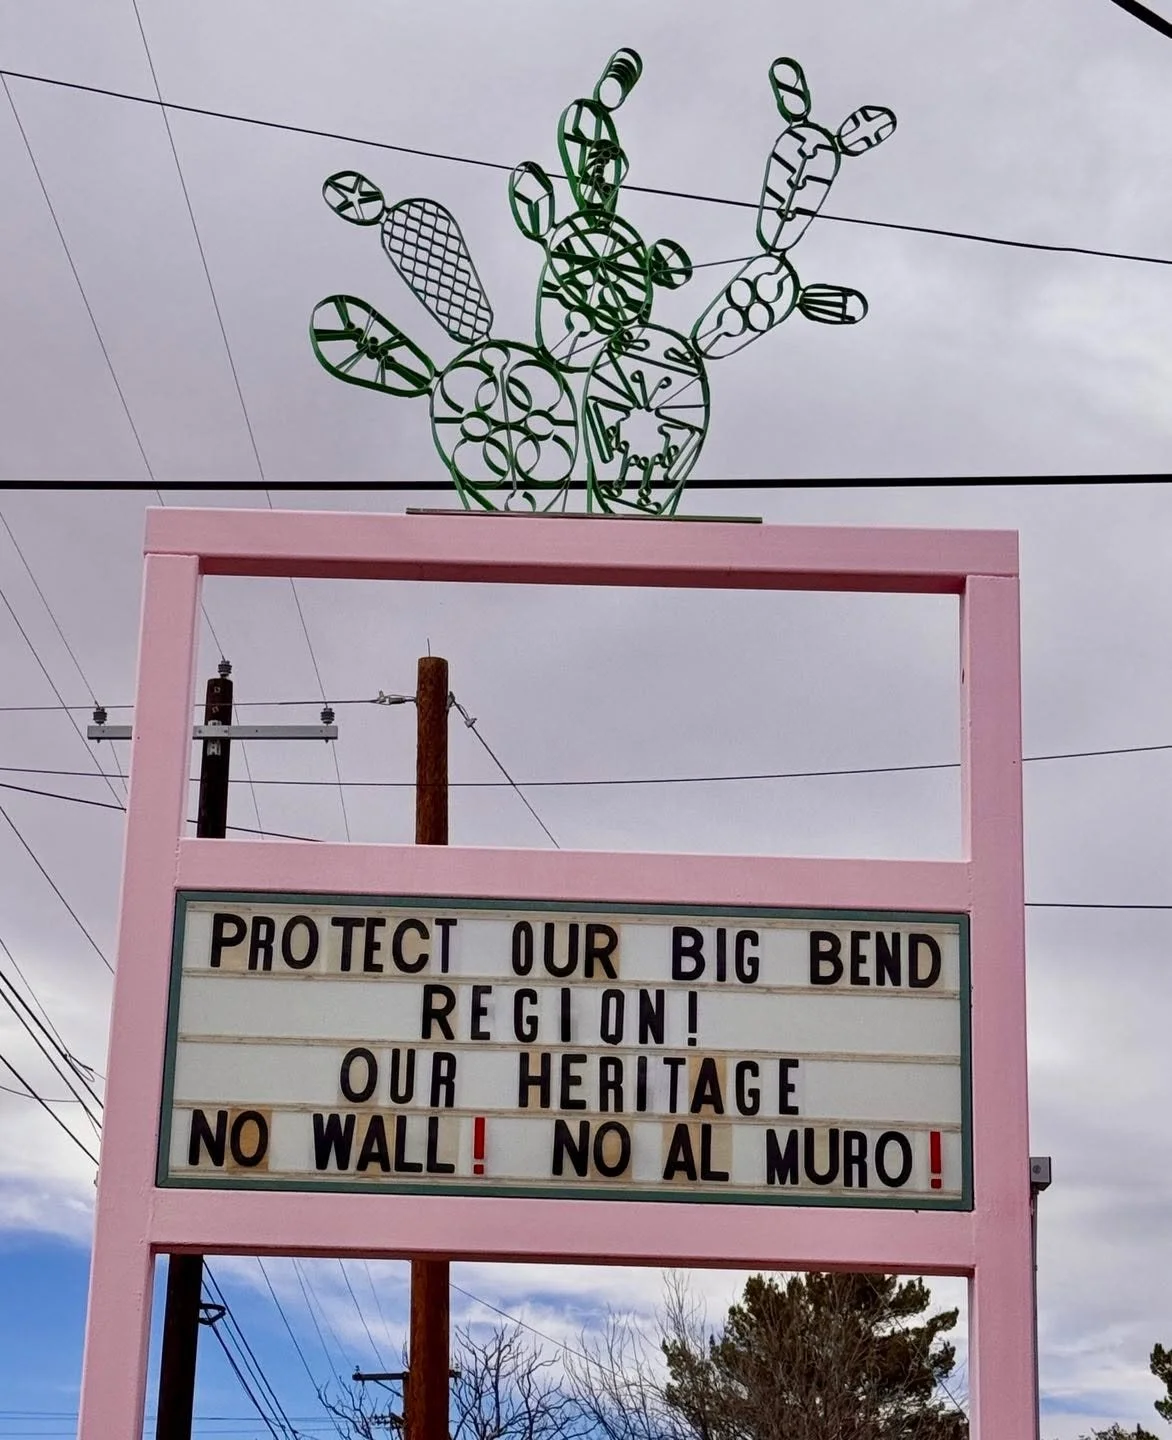 PROTECT OUR BIG BEND
REGION!
OUR HERITAGE
NO WALL! NO AL MURO!